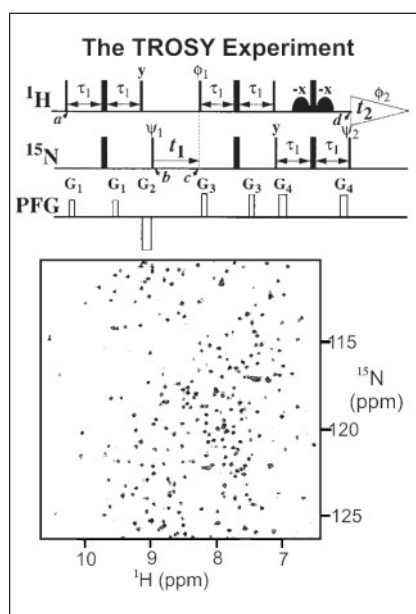 The TROSY Experiment
y ϕ₁ -x -x ϕ₂
¹H τ₁ τ₁ τ₁ τ₁ t₂
a d
ψ₁ y ψ₂
¹⁵N t₁ τ₁ τ₁
b c
G₁ G₁ G₂ G₃ G₃ G₄ G₄
PFG
115
¹⁵N
(ppm)
120
125
10 9 8 7
¹H (ppm)